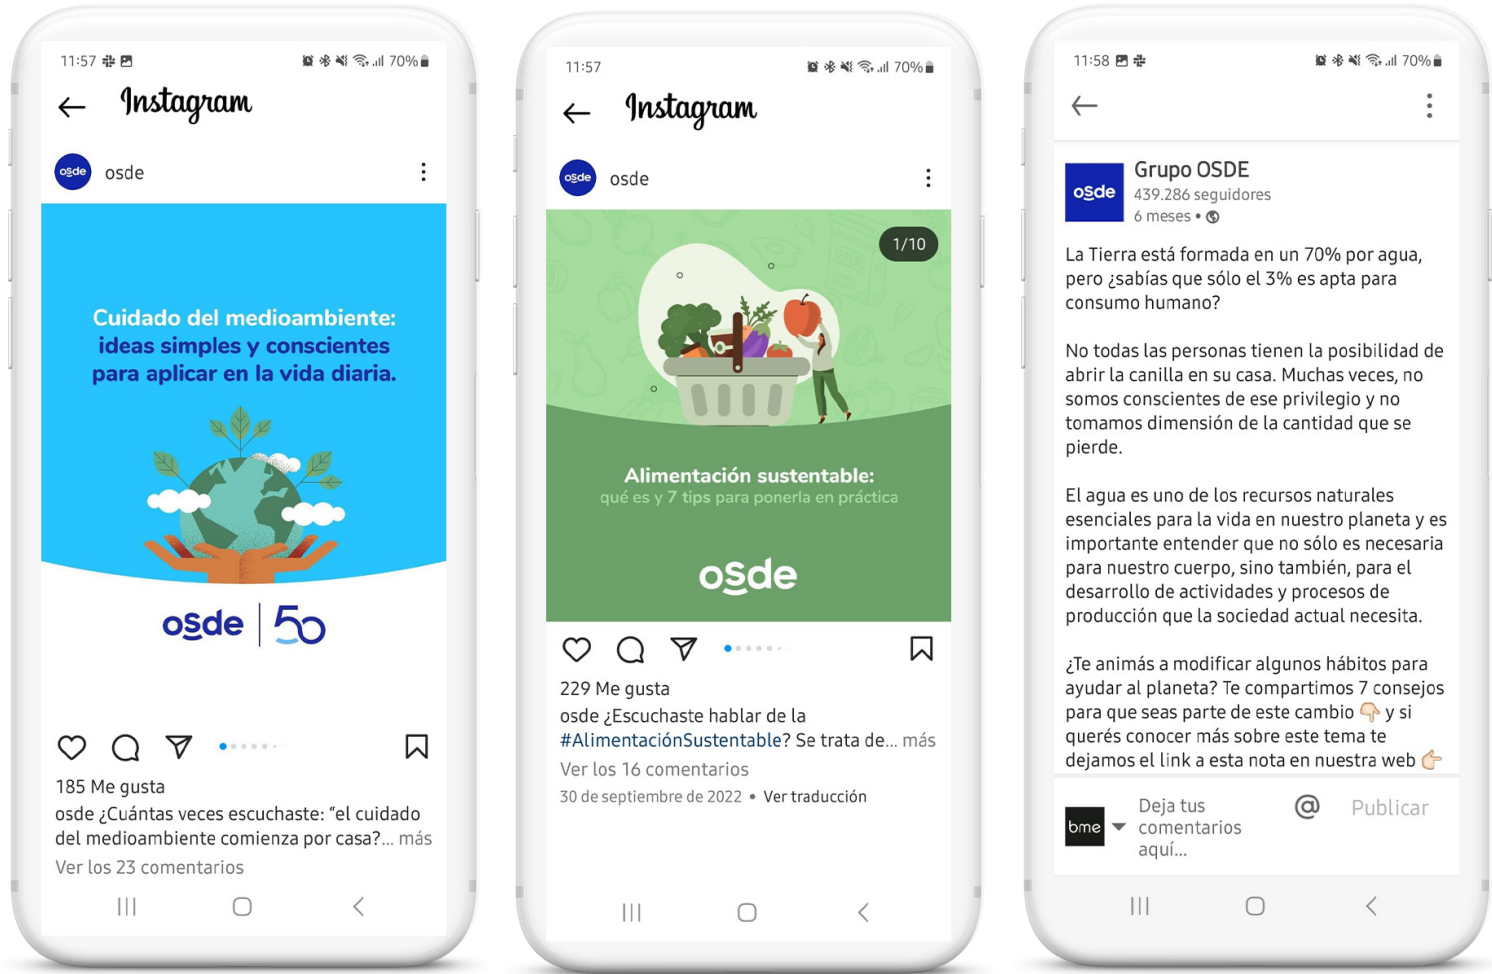 11:57
70%
Instagram
osde
osde
Cuidado del medioambiente:
ideas simples y conscientes
para aplicar en la vida diaria.
osde | 50
185 Me gusta
osde ¿Cuántas veces escuchaste: “el cuidado
del medioambiente comienza por casa?... más
Ver los 23 comentarios
11:57
70%
Instagram
osde
osde
1/10
Alimentación sustentable:
qué es y 7 tips para ponerla en práctica
osde
229 Me gusta
osde ¿Escuchaste hablar de la
#AlimentaciónSustentable? Se trata de... más
Ver los 16 comentarios
30 de septiembre de 2022 • Ver traducción
11:58
70%
osde
Grupo OSDE
439.286 seguidores
6 meses •
La Tierra está formada en un 70% por agua,
pero ¿sabías que sólo el 3% es apta para
consumo humano?
No todas las personas tienen la posibilidad de
abrir la canilla en su casa. Muchas veces, no
somos conscientes de ese privilegio y no
tomamos dimensión de la cantidad que se
pierde.
El agua es uno de los recursos naturales
esenciales para la vida en nuestro planeta y es
importante entender que no sólo es necesaria
para nuestro cuerpo, sino también, para el
desarrollo de actividades y procesos de
producción que la sociedad actual necesita.
¿Te animás a modificar algunos hábitos para
ayudar al planeta? Te compartimos 7 consejos
para que seas parte de este cambio 👇🏻 y si
querés conocer más sobre este tema te
dejamos el link a esta nota en nuestra web 👉🏻
bme
Deja tus
comentarios
aquí...
@ Publicar